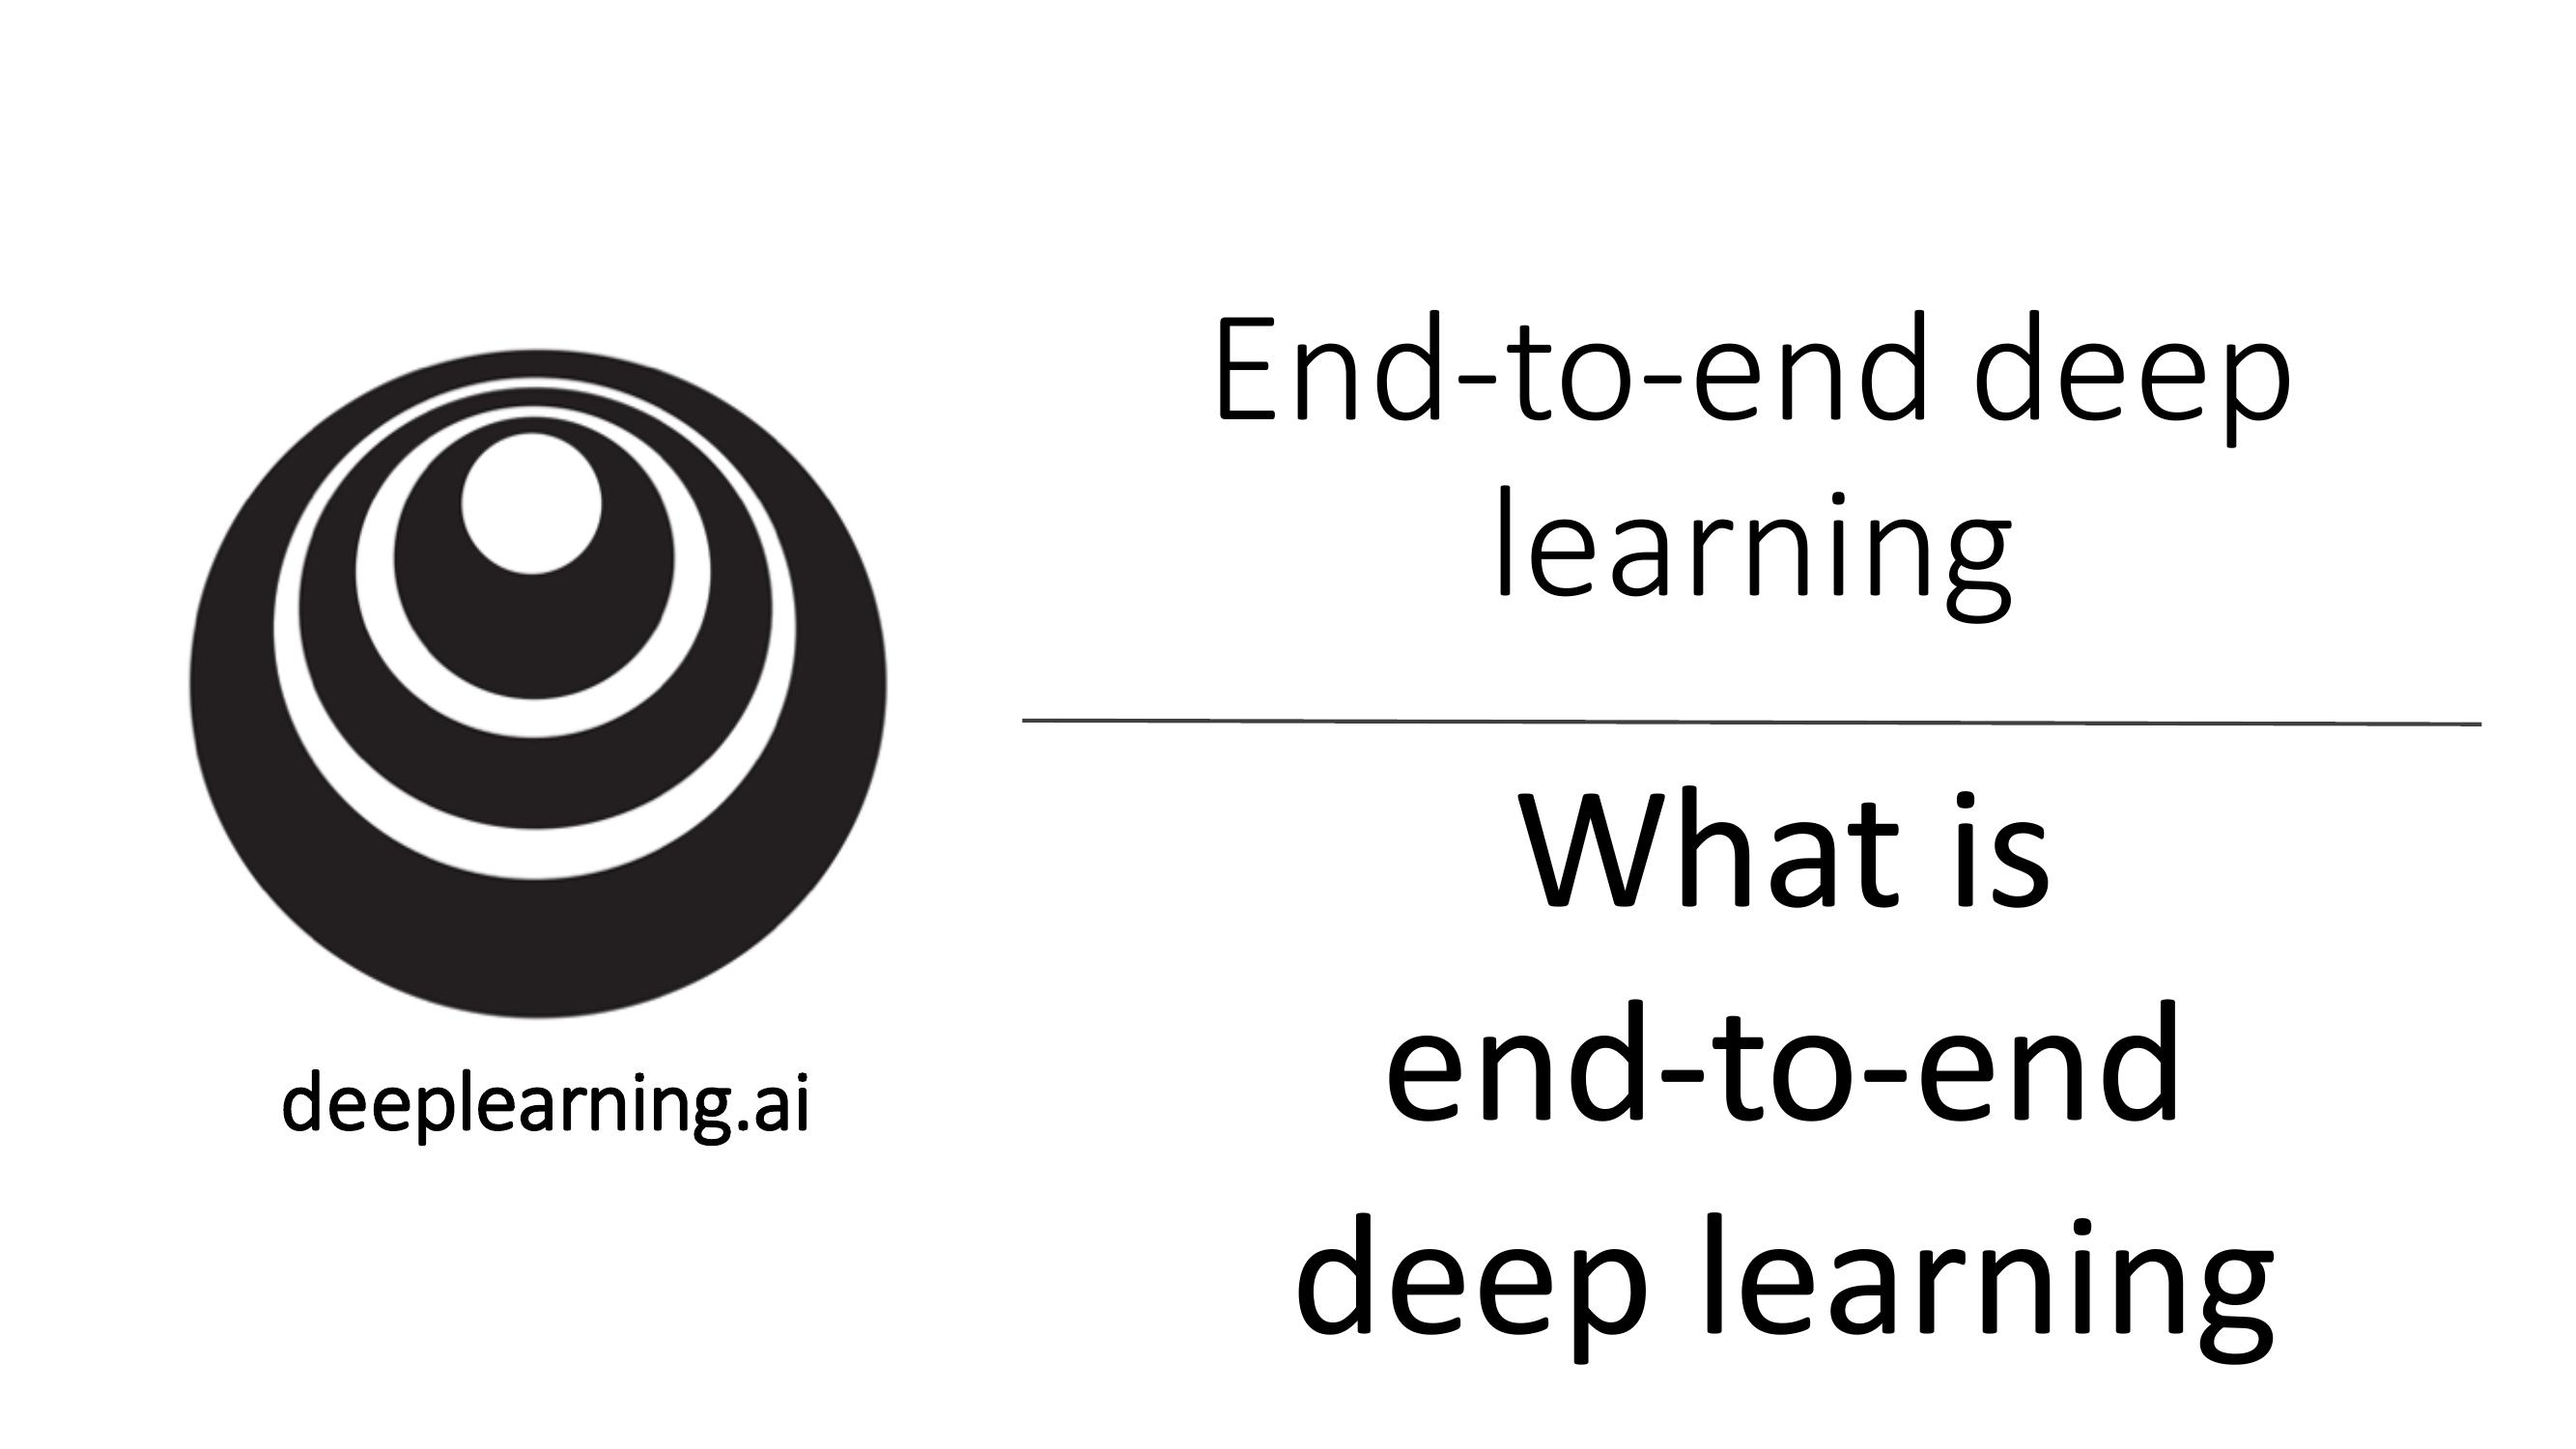 End-to-end deep
learning
What is
end-to-end
deep learning
deeplearning.ai